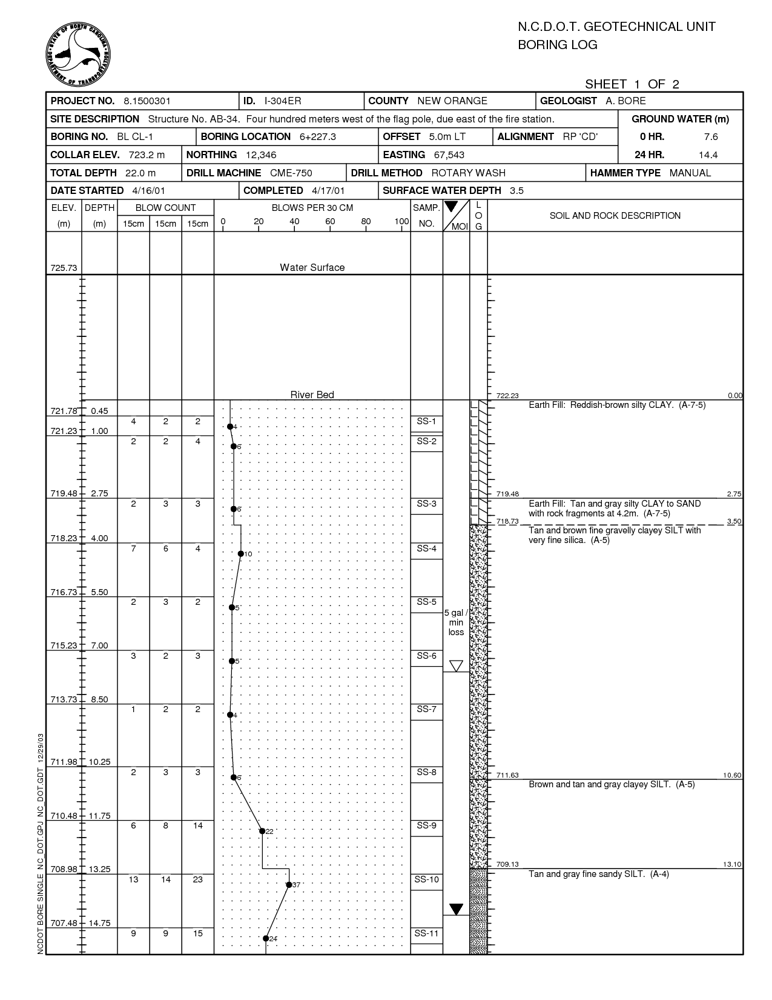 STATE OF NORTH CAROLINA
DEPARTMENT OF TRANSPORTATION
N.C.D.O.T. GEOTECHNICAL UNIT
BORING LOG
SHEET 1 OF 2
PROJECT NO. 8.1500301 ID. I-304ER COUNTY NEW ORANGE GEOLOGIST A. BORE
SITE DESCRIPTION Structure No. AB-34. Four hundred meters west of the flag pole, due east of the fire station. GROUND WATER (m)
BORING NO. BL CL-1 BORING LOCATION 6+227.3 OFFSET 5.0m LT ALIGNMENT RP 'CD' 0 HR. 7.6
COLLAR ELEV. 723.2 m NORTHING 12,346 EASTING 67,543 24 HR. 14.4
TOTAL DEPTH 22.0 m DRILL MACHINE CME-750 DRILL METHOD ROTARY WASH HAMMER TYPE MANUAL
DATE STARTED 4/16/01 COMPLETED 4/17/01 SURFACE WATER DEPTH 3.5
ELEV. (m) DEPTH (m) BLOW COUNT 15cm 15cm 15cm BLOWS PER 30 CM 0 20 40 60 80 100 SAMP. NO. MOI LOG SOIL AND ROCK DESCRIPTION
725.73 Water Surface
River Bed 722.23 0.00
Earth Fill: Reddish-brown silty CLAY. (A-7-5)
721.78 0.45
4 2 2 4 SS-1
721.23 1.00
2 2 4 6 SS-2
719.48 2.75 719.48 2.75
2 3 3 6 SS-3 Earth Fill: Tan and gray silty CLAY to SAND
with rock fragments at 4.2m. (A-7-5)
718.73 3.50
Tan and brown fine gravelly clayey SILT with
718.23 4.00 very fine silica. (A-5)
7 6 4 10 SS-4
716.73 5.50
2 3 2 5 SS-5
5 gal /
min
loss
715.23 7.00
3 2 3 5 SS-6
713.73 8.50
1 2 2 4 SS-7
711.98 10.25
2 3 3 6 SS-8 711.63 10.60
Brown and tan and gray clayey SILT. (A-5)
710.48 11.75
6 8 14 22 SS-9
709.13 13.10
708.98 13.25 Tan and gray fine sandy SILT. (A-4)
13 14 23 37 SS-10
707.48 14.75
9 9 15 24 SS-11
NCDOT BORE SINGLE NC_DOT.GPJ NC_DOT.GDT 12/29/03